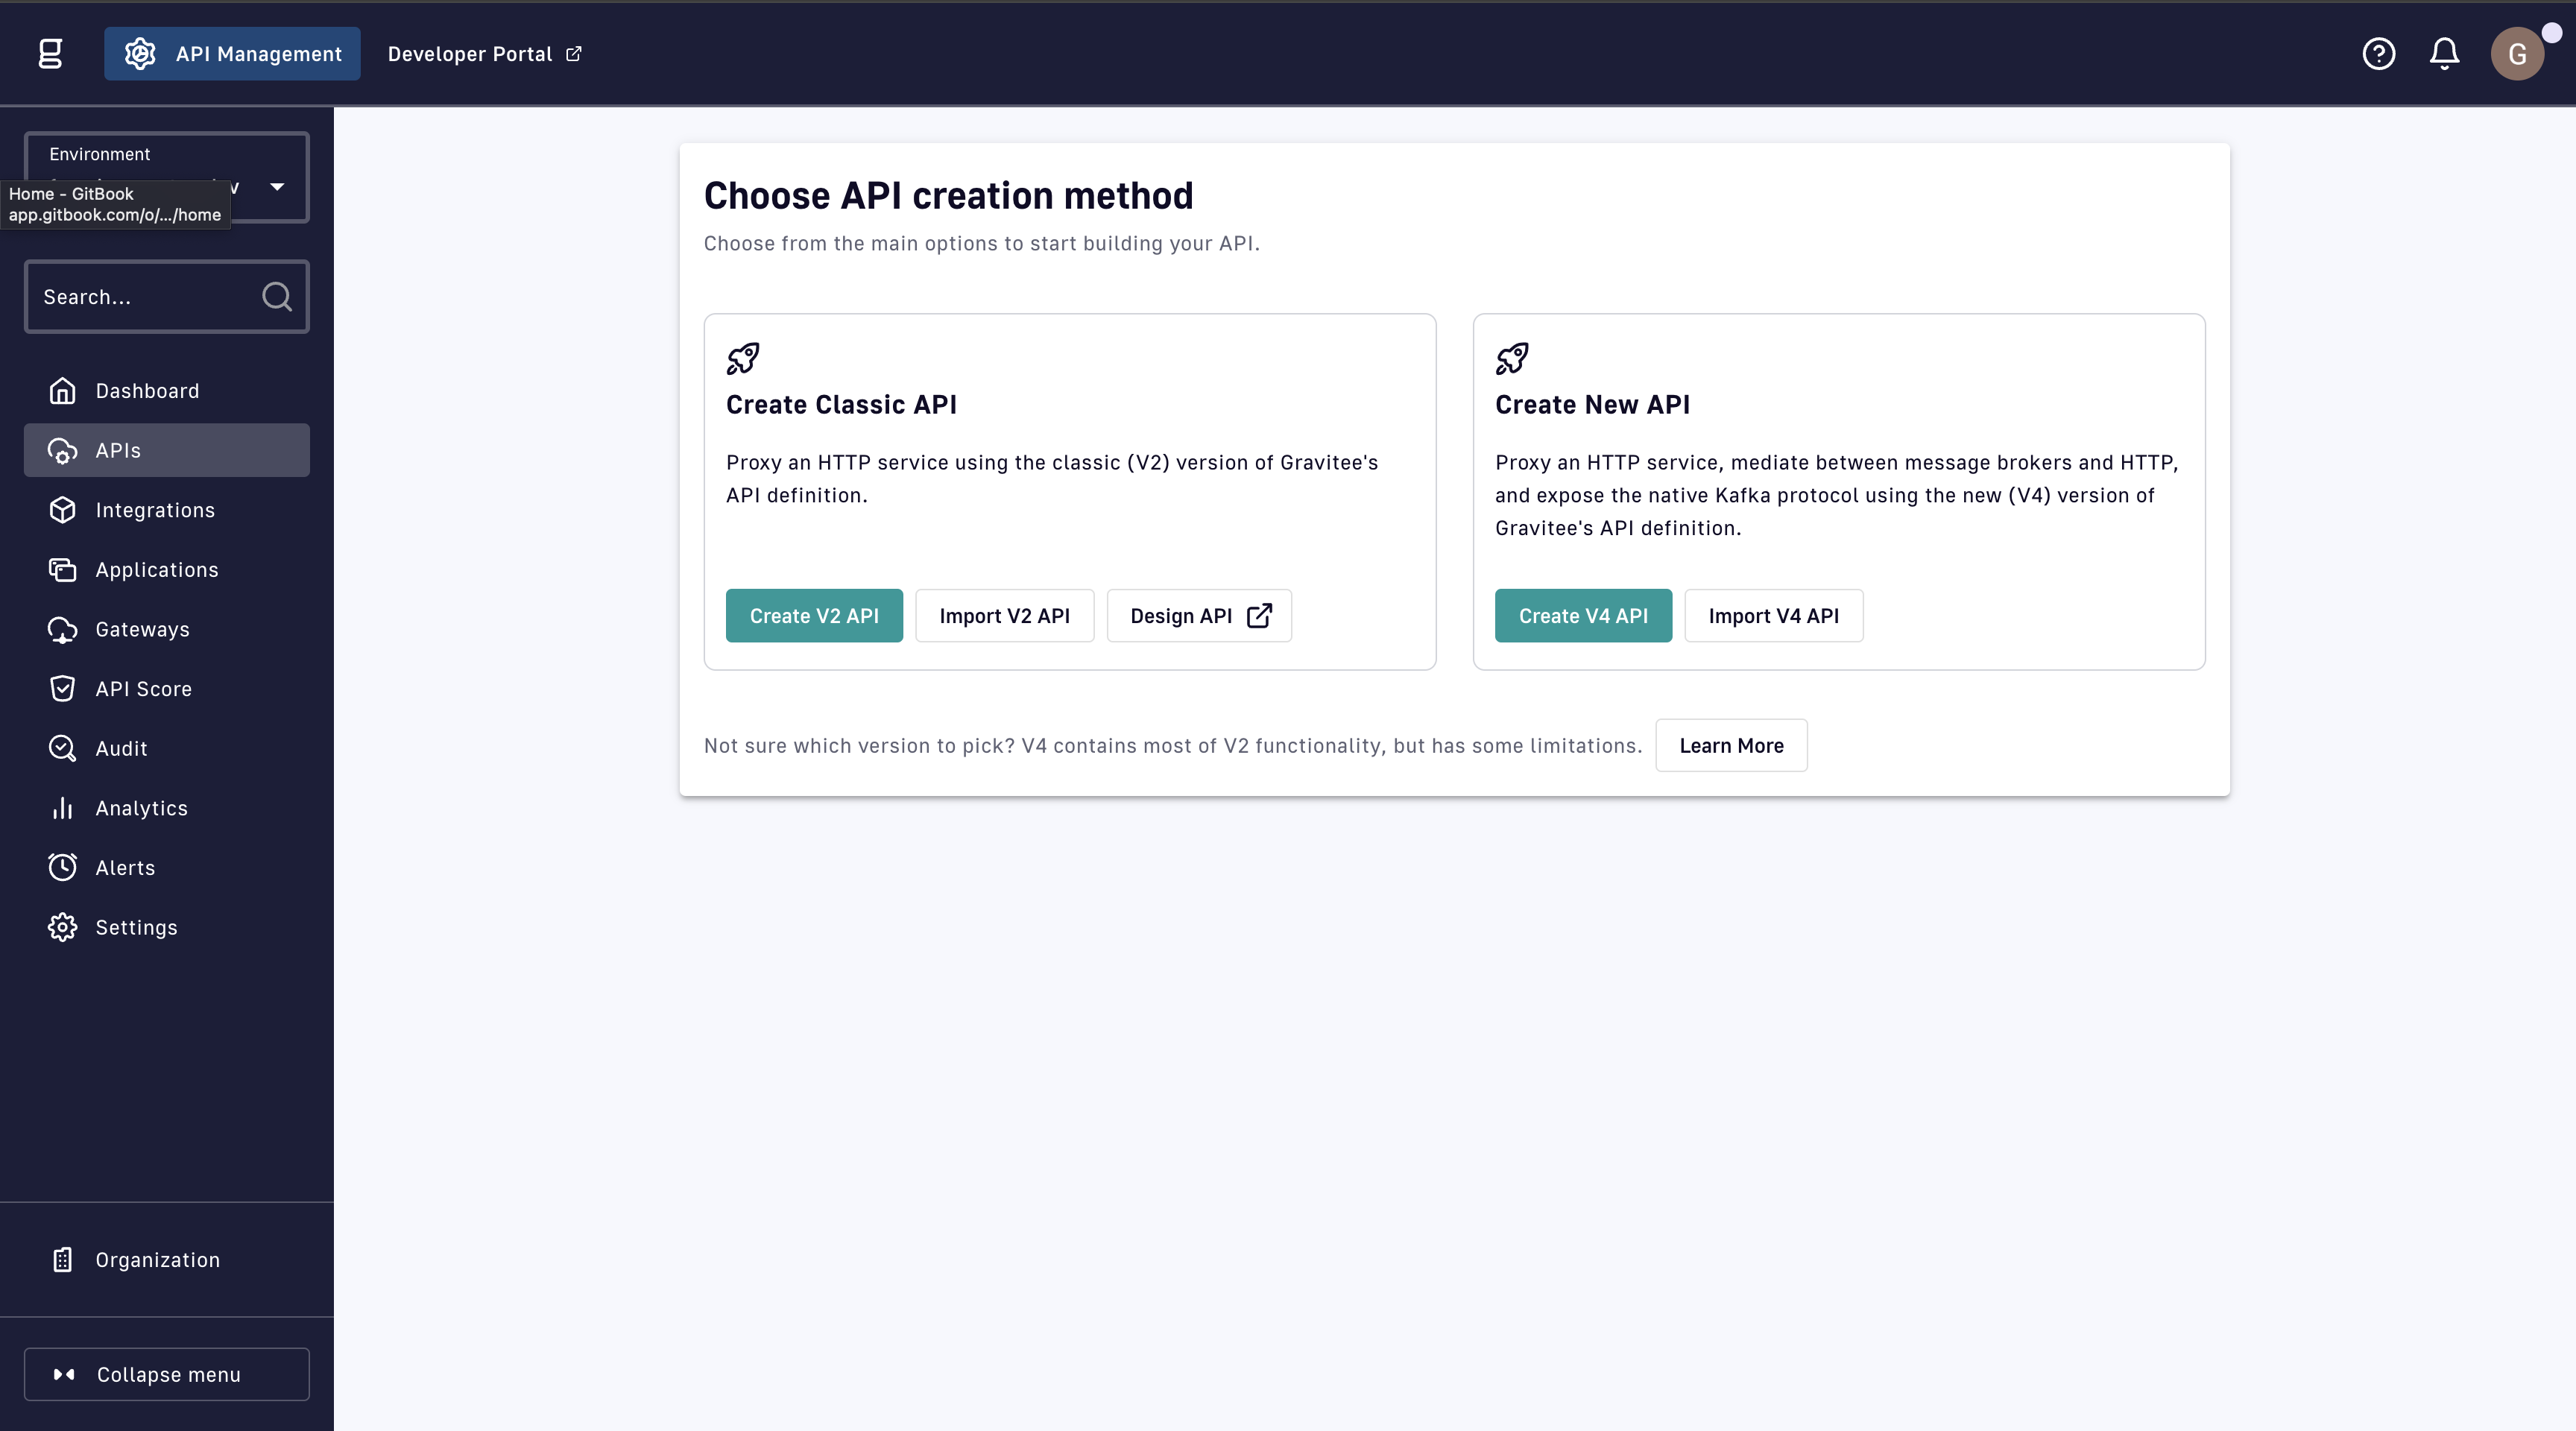 API Management
Developer Portal
G
Environment
Home - GitBook
app.gitbook.com/o/.../home
Search...
Dashboard
APIs
Integrations
Applications
Gateways
API Score
Audit
Analytics
Alerts
Settings
Organization
Collapse menu
Choose API creation method
Choose from the main options to start building your API.
Create Classic API
Proxy an HTTP service using the classic (V2) version of Gravitee's
API definition.
Create V2 API
Import V2 API
Design API
Create New API
Proxy an HTTP service, mediate between message brokers and HTTP,
and expose the native Kafka protocol using the new (V4) version of
Gravitee's API definition.
Create V4 API
Import V4 API
Not sure which version to pick? V4 contains most of V2 functionality, but has some limitations.
Learn More